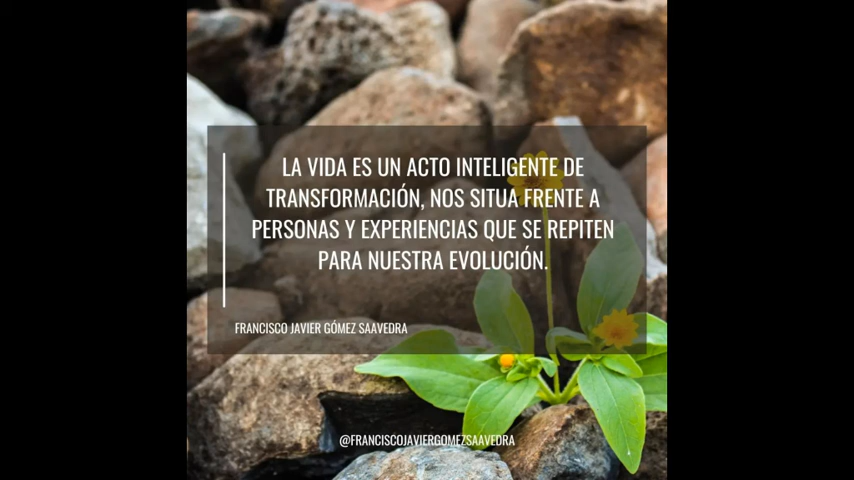 LA VIDA ES UN ACTO INTELIGENTE DE
TRANSFORMACIÓN, NOS SITUA FRENTE A
PERSONAS Y EXPERIENCIAS QUE SE REPITEN
PARA NUESTRA EVOLUCIÓN.
FRANCISCO JAVIER GÓMEZ SAAVEDRA
@FRANCISCOJAVIERGOMEZSAAVEDRA